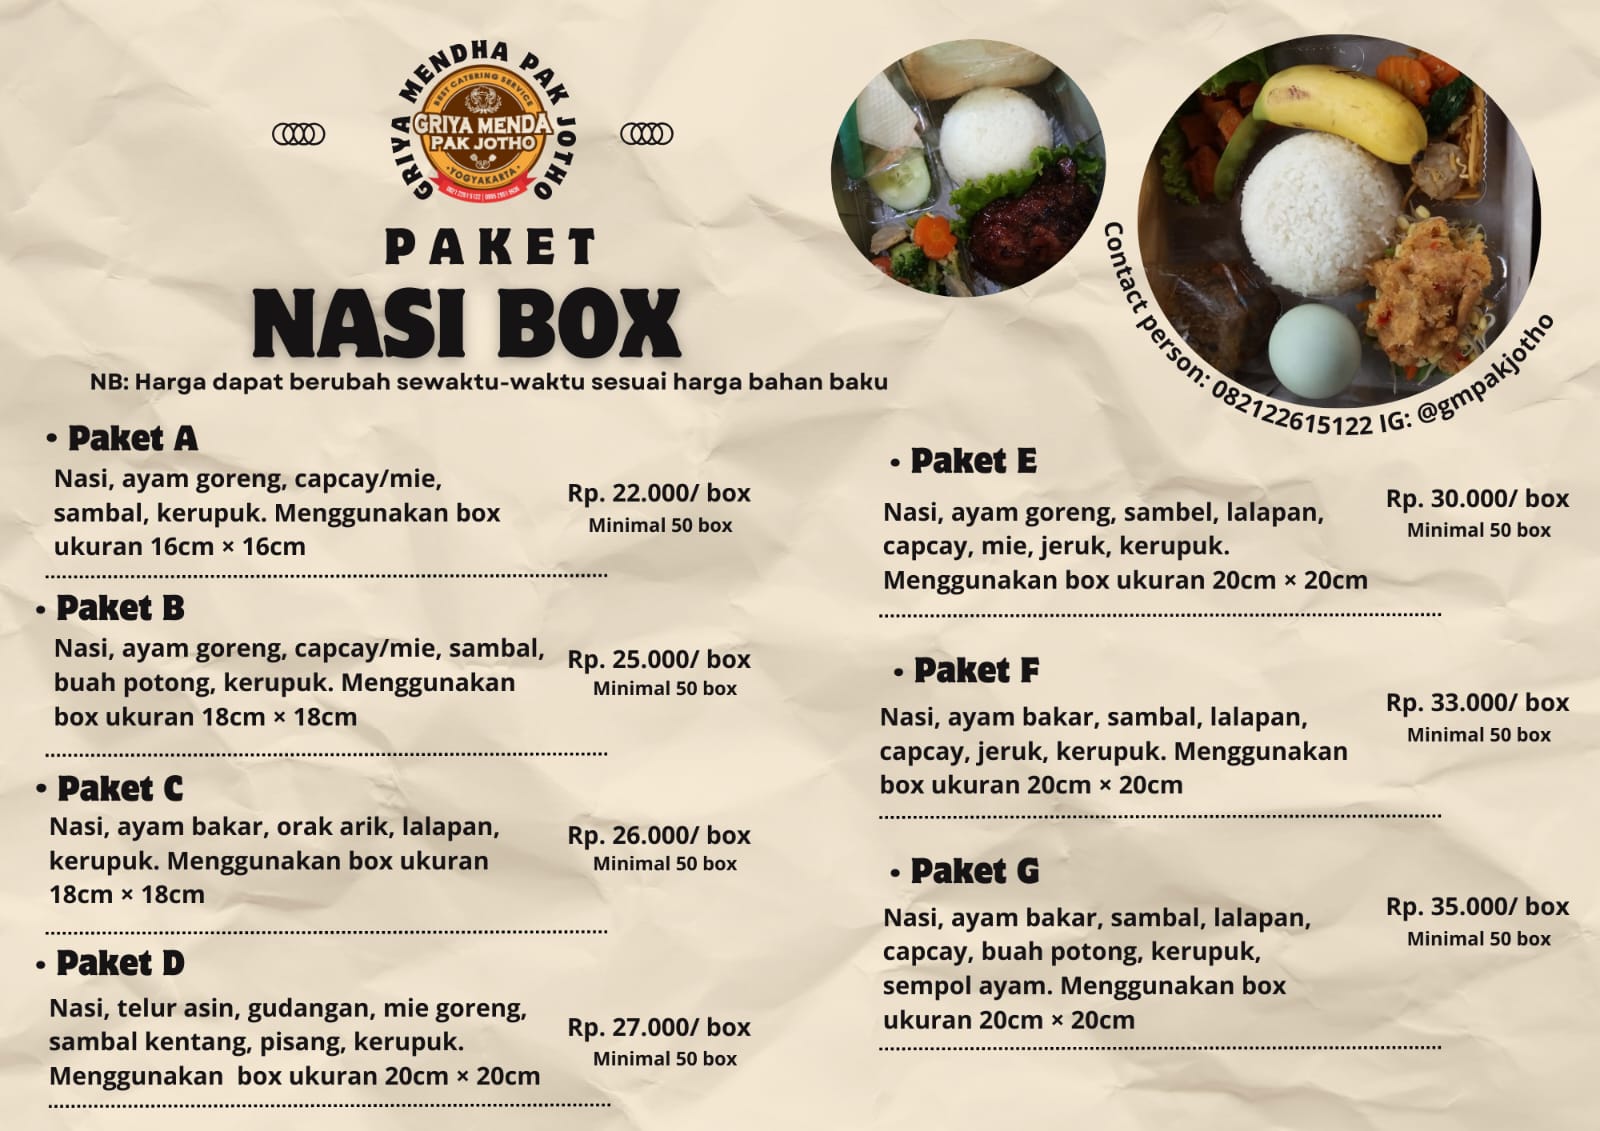 GRIYA MENDHA PAK JOTHO
BEST CATERING SERVICE
GRIYA MENDA
PAK JOTHO
• YOGYAKARTA •
PAKET
NASI BOX
NB: Harga dapat berubah sewaktu-waktu sesuai harga bahan baku
• Paket A
Nasi, ayam goreng, capcay/mie,
sambal, kerupuk. Menggunakan box
ukuran 16cm × 16cm
Rp. 22.000/ box
Minimal 50 box
• Paket B
Nasi, ayam goreng, capcay/mie, sambal,
buah potong, kerupuk. Menggunakan
box ukuran 18cm × 18cm
Rp. 25.000/ box
Minimal 50 box
• Paket C
Nasi, ayam bakar, orak arik, lalapan,
kerupuk. Menggunakan box ukuran
18cm × 18cm
Rp. 26.000/ box
Minimal 50 box
• Paket D
Nasi, telur asin, gudangan, mie goreng,
sambal kentang, pisang, kerupuk.
Menggunakan  box ukuran 20cm × 20cm
Rp. 27.000/ box
Minimal 50 box
Contact person: 082122615122 IG: @gmpakjotho
• Paket E
Nasi, ayam goreng, sambel, lalapan,
capcay, mie, jeruk, kerupuk.
Menggunakan box ukuran 20cm × 20cm
Rp. 30.000/ box
Minimal 50 box
• Paket F
Nasi, ayam bakar, sambal, lalapan,
capcay, jeruk, kerupuk. Menggunakan
box ukuran 20cm × 20cm
Rp. 33.000/ box
Minimal 50 box
• Paket G
Nasi, ayam bakar, sambal, lalapan,
capcay, buah potong, kerupuk,
sempol ayam. Menggunakan box
ukuran 20cm × 20cm
Rp. 35.000/ box
Minimal 50 box